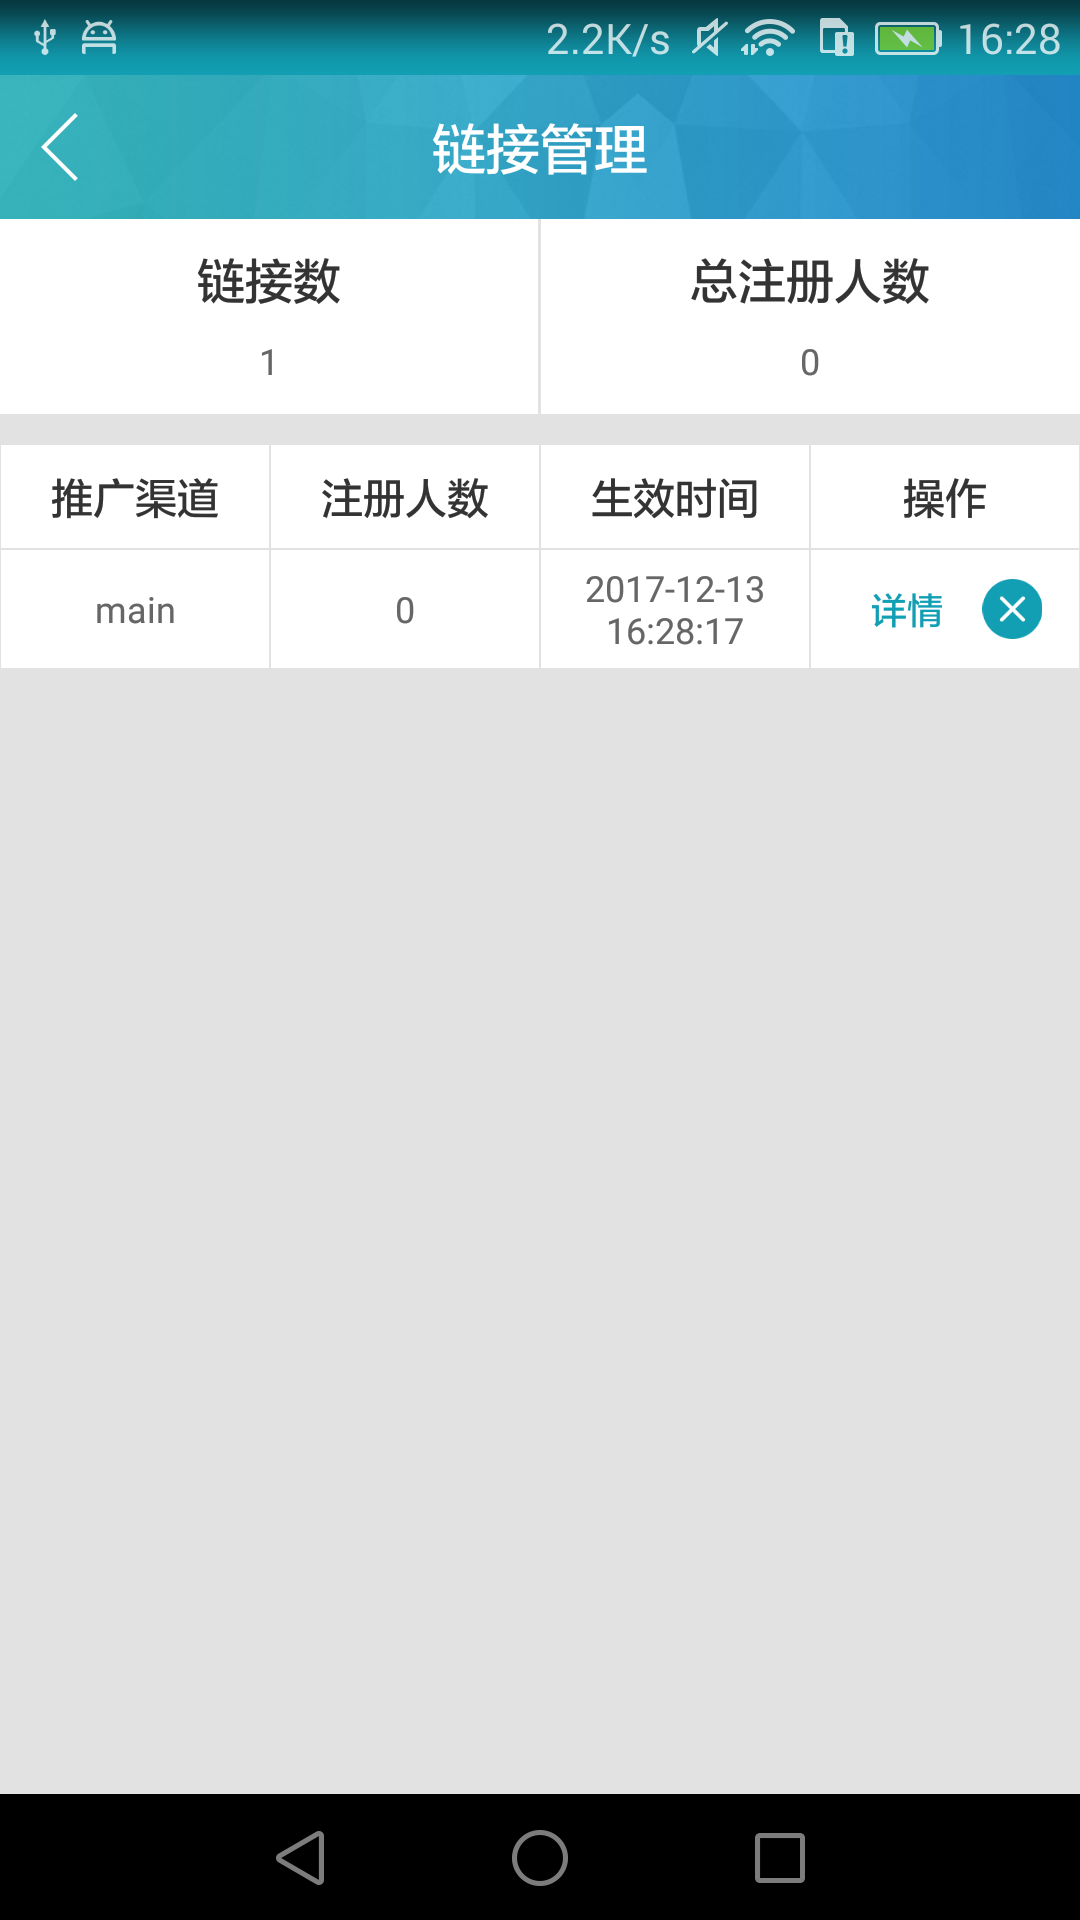 2.2K/s 16:28
链接管理
链接数 总注册人数
1 0
推广渠道 注册人数 生效时间 操作
main 0 2017-12-13 16:28:17 详情